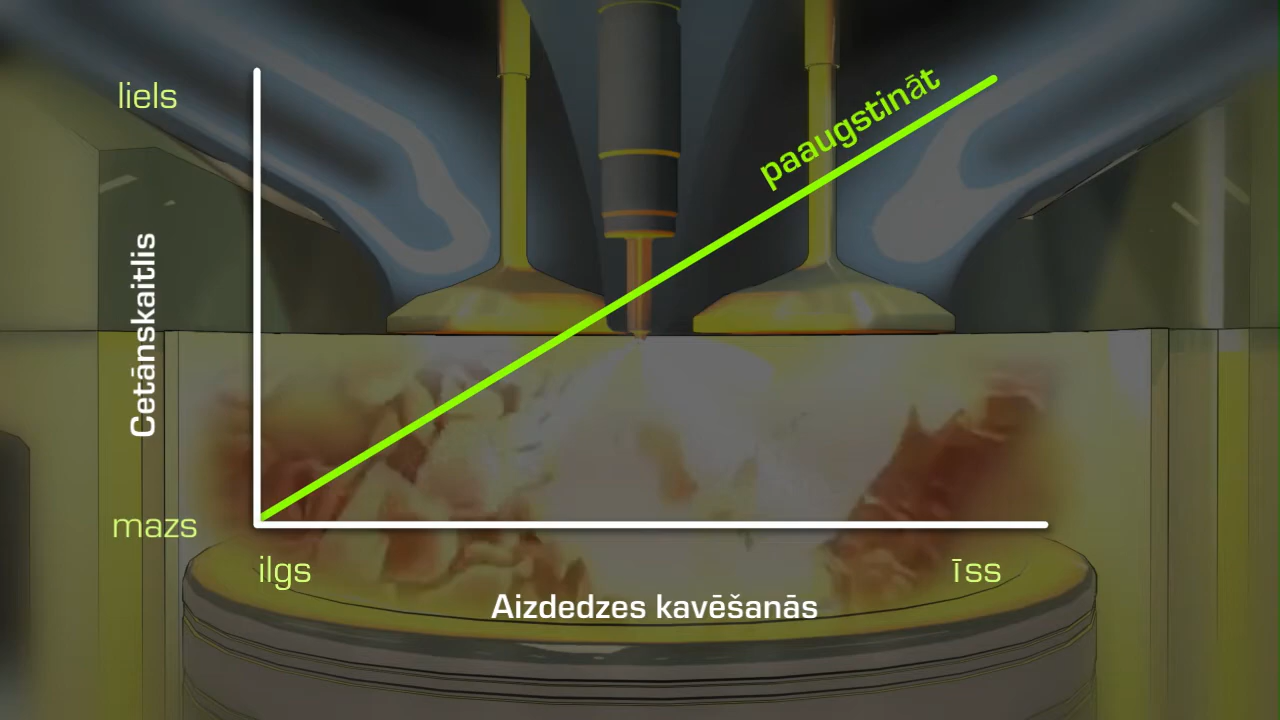 liels
paaugstināt
Cetānskaitlis
mazs
ilgs
īss
Aizdedzes kavēšanās